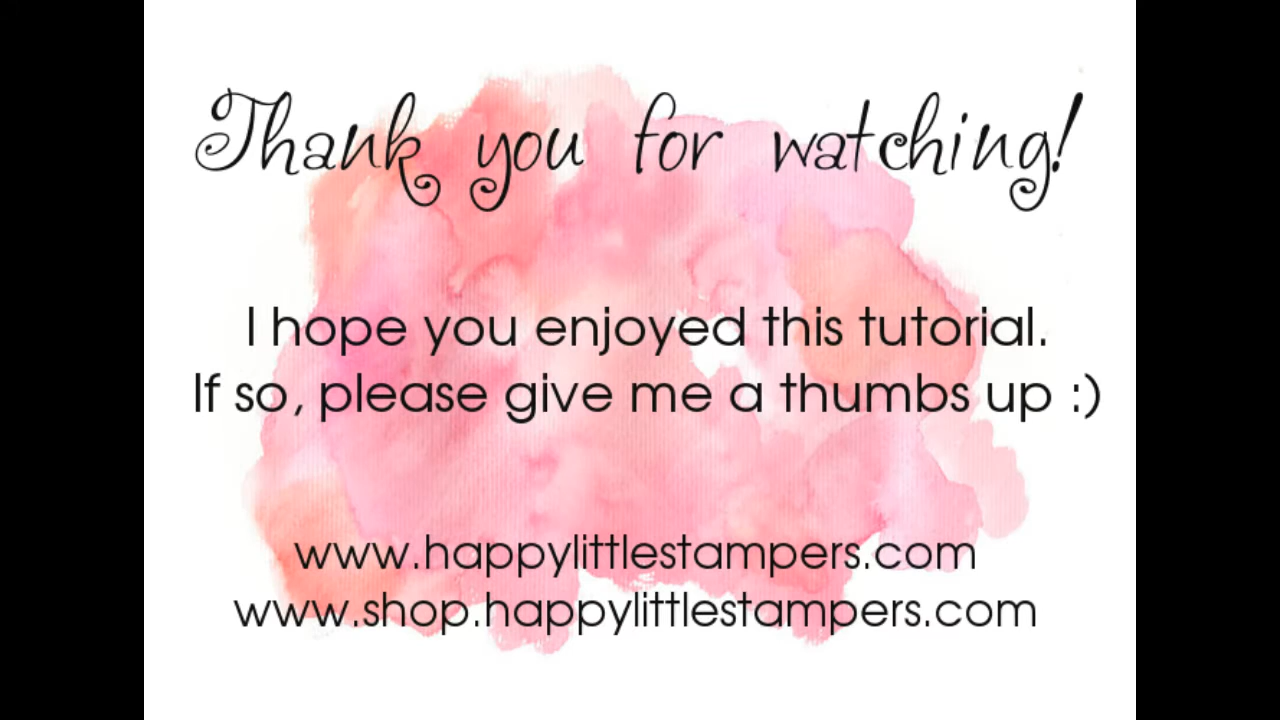 Thank you for watching!
I hope you enjoyed this tutorial.
If so, please give me a thumbs up :)
www.happylittlestampers.com
www.shop.happylittlestampers.com